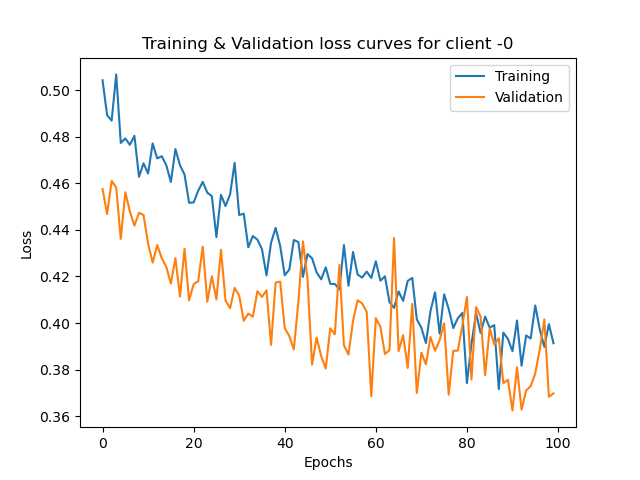 Training & Validation loss curves for client -0
Training
Validation
0.50
0.48
0.46
0.44
0.42
0.40
0.38
0.36
Loss
0
20
40
60
80
100
Epochs